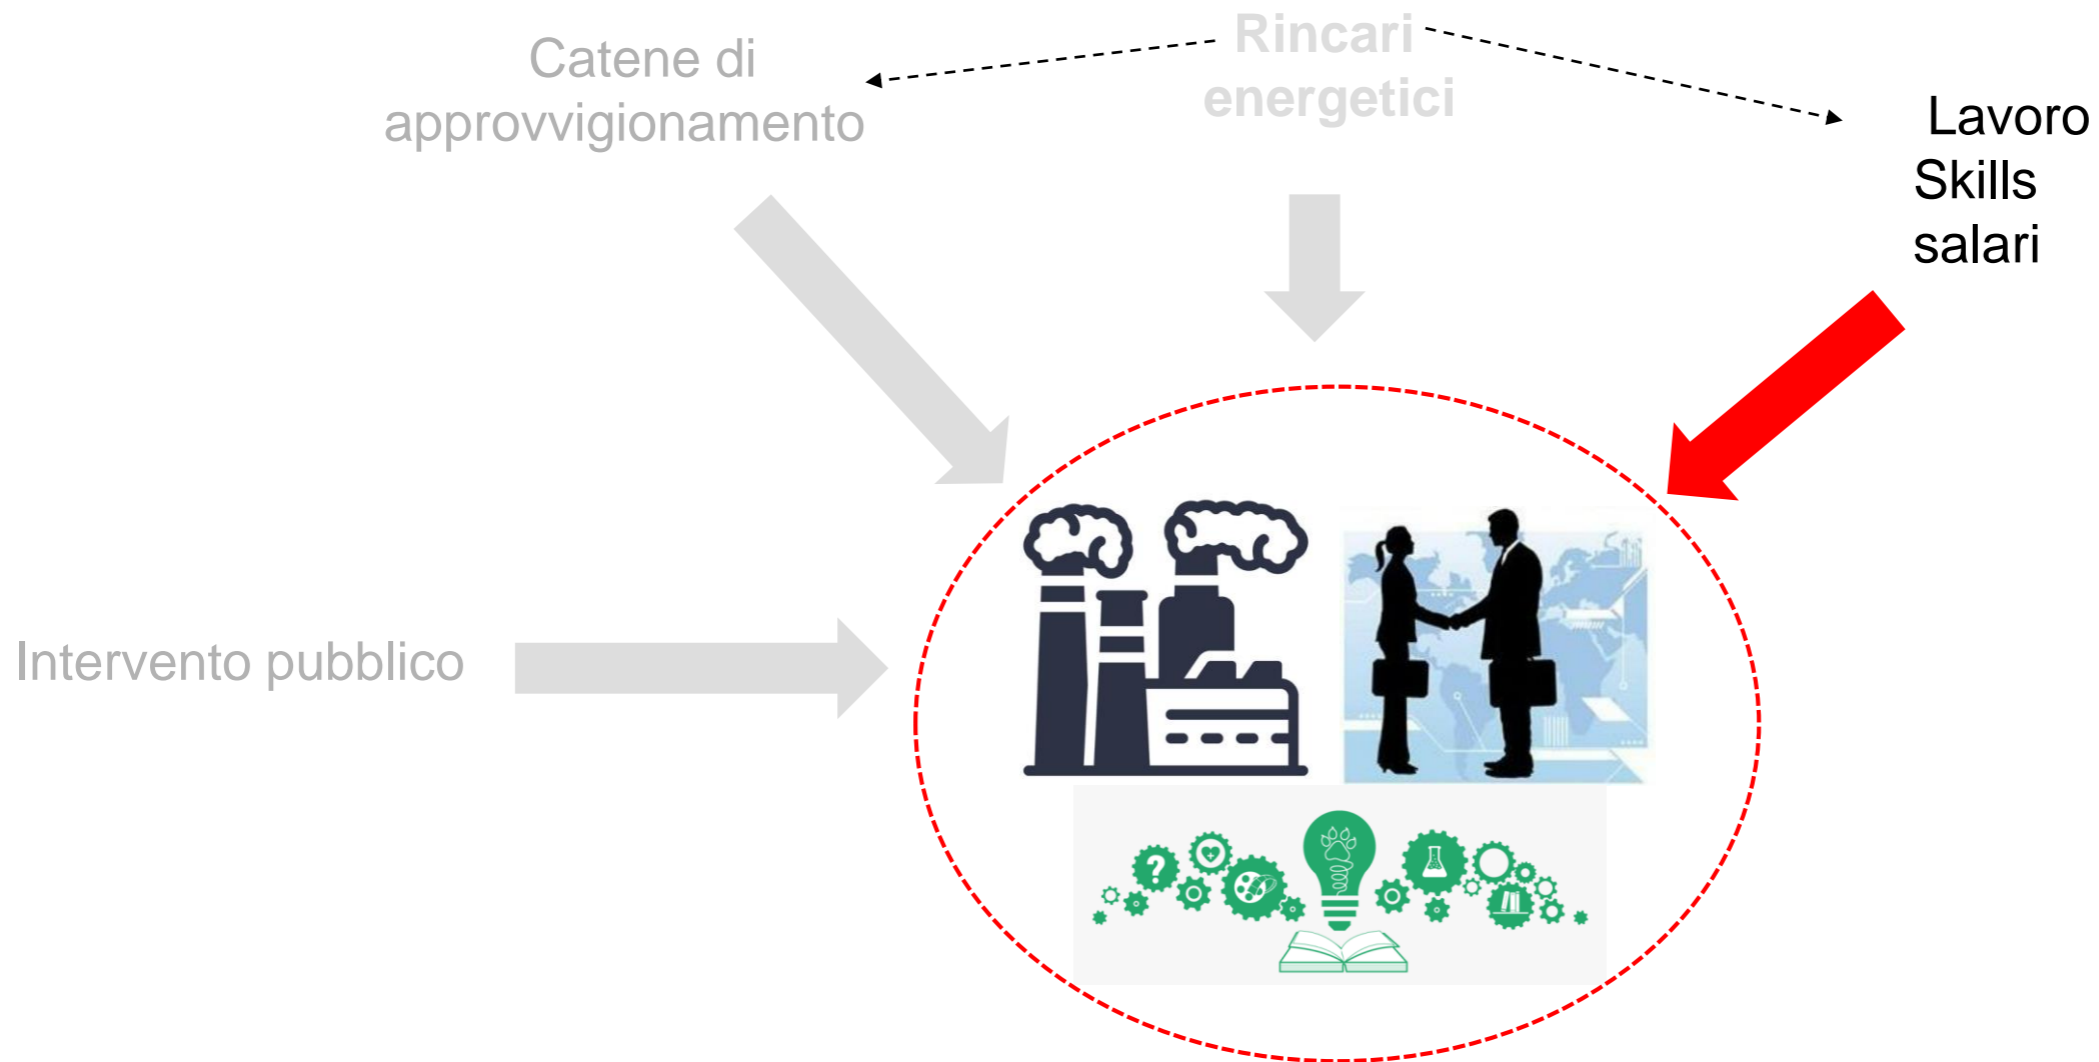 Catene di
approvvigionamento
Rincari
energetici
Lavoro
Skills
salari
Intervento pubblico
?